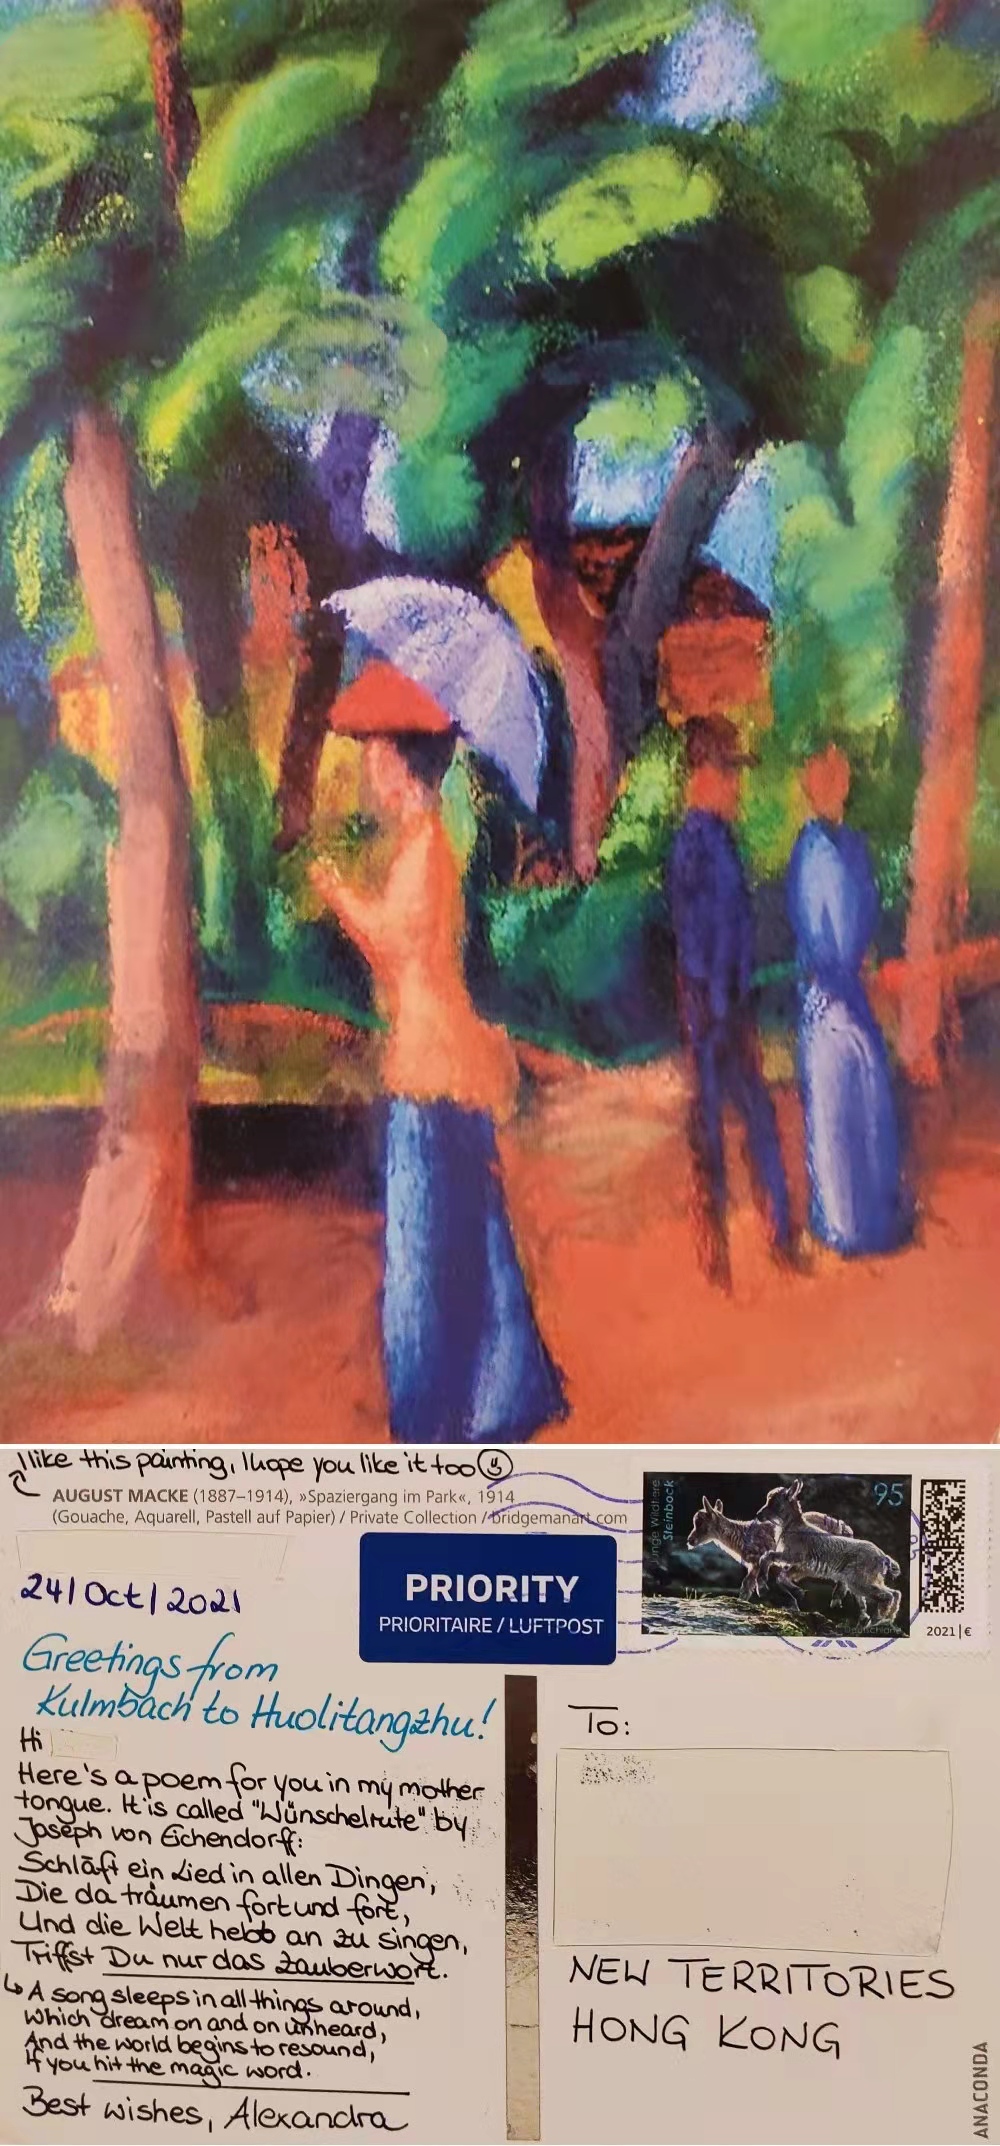 I like this painting, I hope you like it too
AUGUST MACKE (1887–1914), »Spaziergang im Park«, 1914
(Gouache, Aquarell, Pastell auf Papier) / Private Collection / bridgemanart.com
24/Oct/2021
PRIORITY
PRIORITAIRE / LUFTPOST
Junge Wildtiere
Steinbock
95
Deutschland
2021 | €
Greetings from
Kulmbach to Huolitangzhu!
Hi
Here's a poem for you in my mother
tongue. It is called "Wünschelrute" by
Joseph von Eichendorff:
Schläft ein Lied in allen Dingen,
Die da träumen fort und fort,
Und die Welt hebt an zu singen,
Triffst Du nur das Zauberwort.
↳ A song sleeps in all things around,
Which dream on and on unheard,
And the world begins to resound,
If you hit the magic word.
Best wishes, Alexandra
To:
NEW TERRITORIES
HONG KONG
ANACONDA